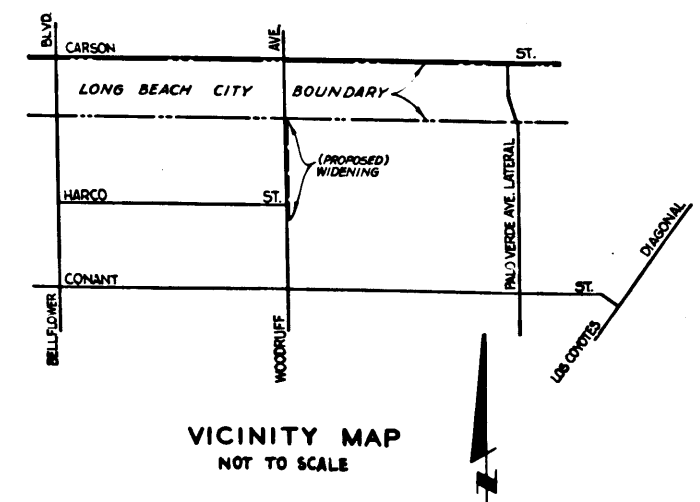 BLVD.
CARSON
AVE.
ST.
LONG BEACH CITY BOUNDARY
(PROPOSED)
WIDENING
HARCO ST.
PALO VERDE AVE. LATERAL
DIAGONAL
CONANT ST.
BELLFLOWER
WOODRUFF
LOS COYOTES
VICINITY MAP
NOT TO SCALE
N